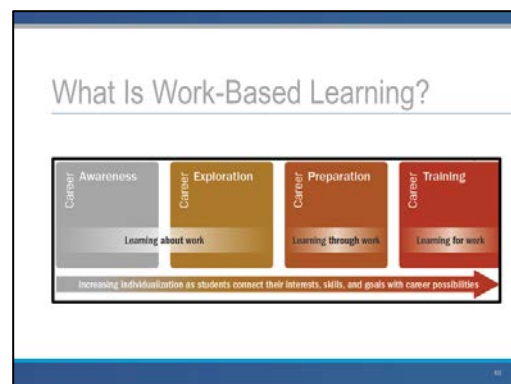 What Is Work-Based Learning?
Career Awareness
Career Exploration
Career Preparation
Career Training
Learning about work
Learning through work
Learning for work
Increasing individualization as students connect their interests, skills, and goals with career possibilities